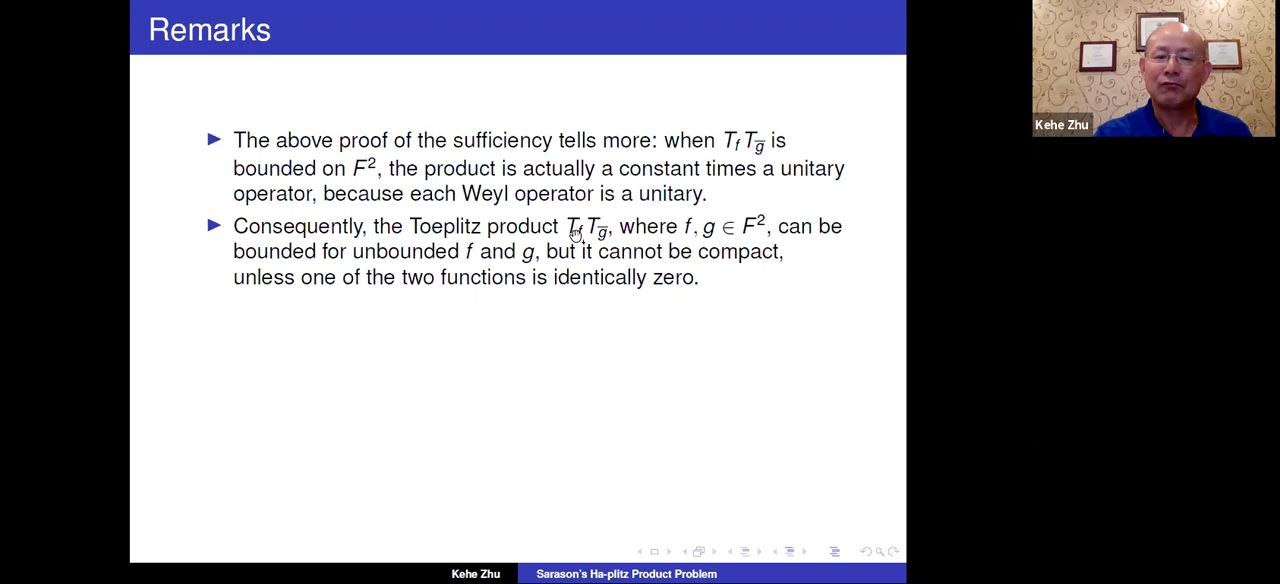 Remarks
Kehe Zhu
▶ The above proof of the sufficiency tells more: when T_f T_g̅ is
bounded on F², the product is actually a constant times a unitary
operator, because each Weyl operator is a unitary.
▶ Consequently, the Toeplitz product T_f T_g̅, where f, g ∈ F², can be
bounded for unbounded f and g, but it cannot be compact,
unless one of the two functions is identically zero.
Kehe Zhu
Sarason's Ha-plitz Product Problem